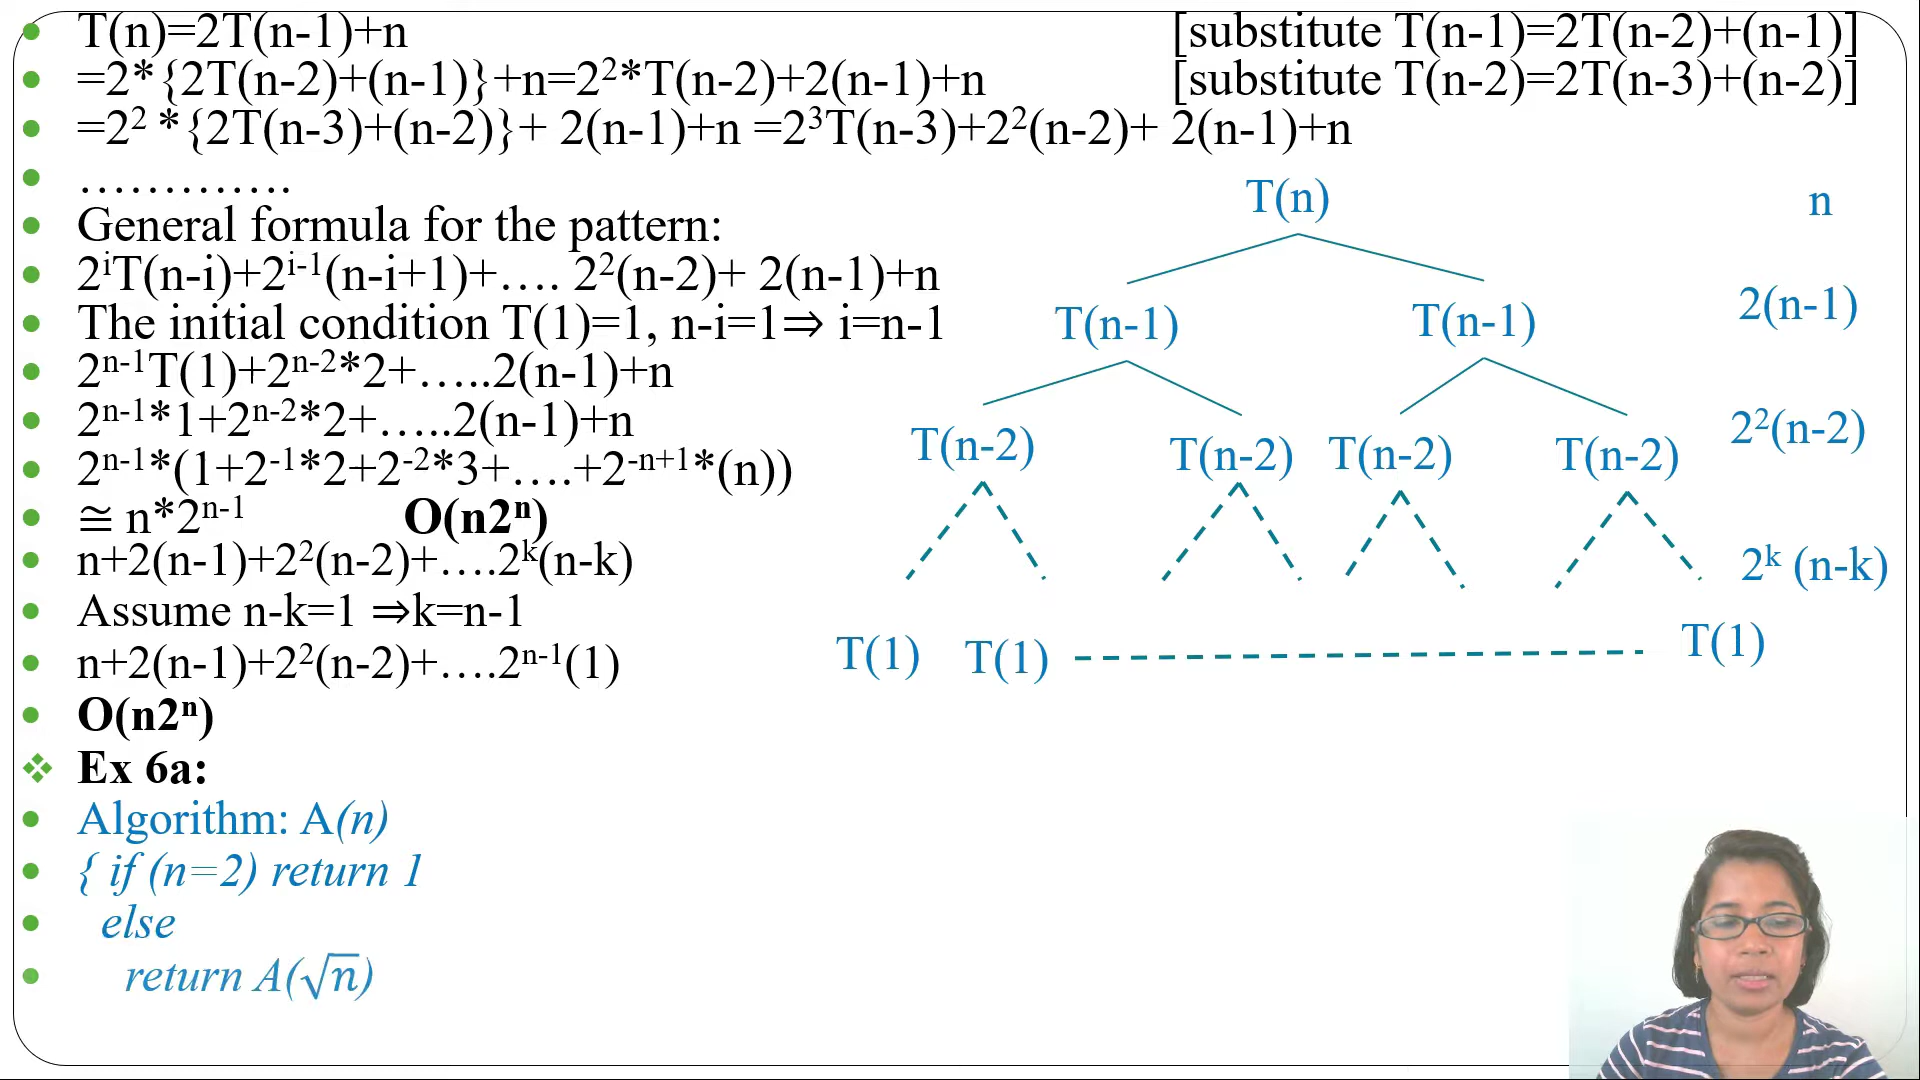 T(n)=2T(n-1)+n [substitute T(n-1)=2T(n-2)+(n-1)]
=2*{2T(n-2)+(n-1)}+n=2²*T(n-2)+2(n-1)+n [substitute T(n-2)=2T(n-3)+(n-2)]
=2² *{2T(n-3)+(n-2)}+ 2(n-1)+n =2³T(n-3)+2²(n-2)+ 2(n-1)+n
………….
General formula for the pattern:
2ⁱT(n-i)+2ⁱ⁻¹(n-i+1)+…. 2²(n-2)+ 2(n-1)+n
The initial condition T(1)=1, n-i=1⇒ i=n-1
2ⁿ⁻¹T(1)+2ⁿ⁻²*2+…..2(n-1)+n
2ⁿ⁻¹*1+2ⁿ⁻²*2+…..2(n-1)+n
2ⁿ⁻¹*(1+2⁻¹*2+2⁻²*3+….+2⁻ⁿ⁺¹*(n))
≅ n*2ⁿ⁻¹ O(n2ⁿ)
n+2(n-1)+2²(n-2)+….2ᵏ(n-k)
Assume n-k=1 ⇒k=n-1
n+2(n-1)+2²(n-2)+….2ⁿ⁻¹(1)
O(n2ⁿ)
Ex 6a:
Algorithm: A(n)
{ if (n=2) return 1
else
return A(√n)
T(n) n
T(n-1) T(n-1) 2(n-1)
T(n-2) T(n-2) T(n-2) T(n-2) 2²(n-2)
2ᵏ (n-k)
T(1) T(1) T(1)